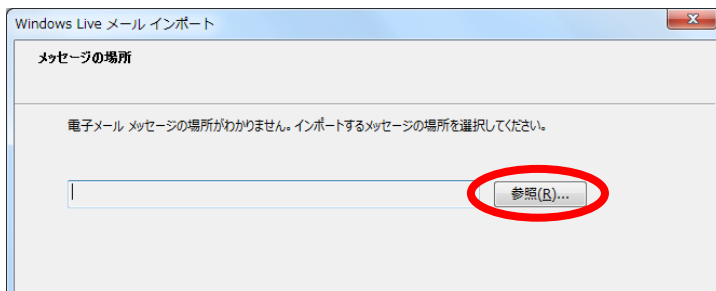 Windows Live メール インポート
メッセージの場所
電子メール メッセージの場所がわかりません。インポートするメッセージの場所を選択してください。
参照(R)...